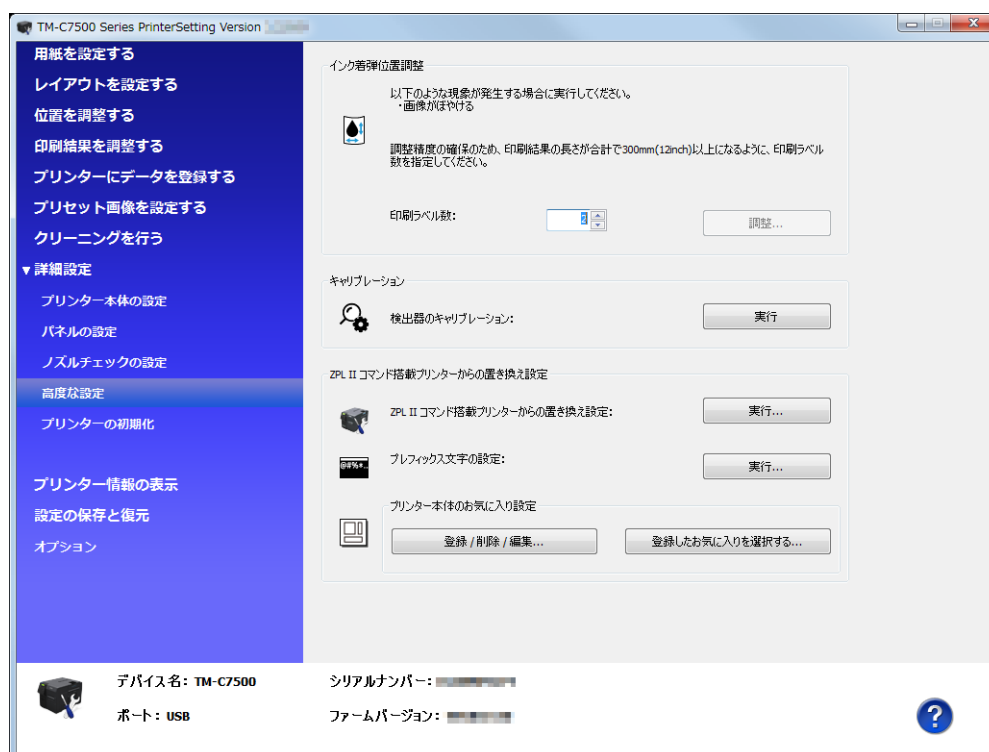 TM-C7500 Series PrinterSetting Version
用紙を設定する
レイアウトを設定する
位置を調整する
印刷結果を調整する
プリンターにデータを登録する
プリセット画像を設定する
クリーニングを行う
▼詳細設定
プリンター本体の設定
パネルの設定
ノズルチェックの設定
高度な設定
プリンターの初期化
プリンター情報の表示
設定の保存と復元
オプション
インク着弾位置調整
以下のような現象が発生する場合に実行してください。
・画像がぼやける
調整精度の確保のため、印刷結果の長さが合計で300mm(12inch)以上になるように、印刷ラベル
数を指定してください。
印刷ラベル数:
2
調整...
キャリブレーション
検出器のキャリブレーション:
実行
ZPL II コマンド搭載プリンターからの置き換え設定
ZPL II コマンド搭載プリンターからの置き換え設定:
実行...
@#%*..
プレフィックス文字の設定:
実行...
プリンター本体のお気に入り設定
登録 / 削除 / 編集...
登録したお気に入りを選択する...
デバイス名: TM-C7500
シリアルナンバー:
ポート: USB
ファームバージョン:
?